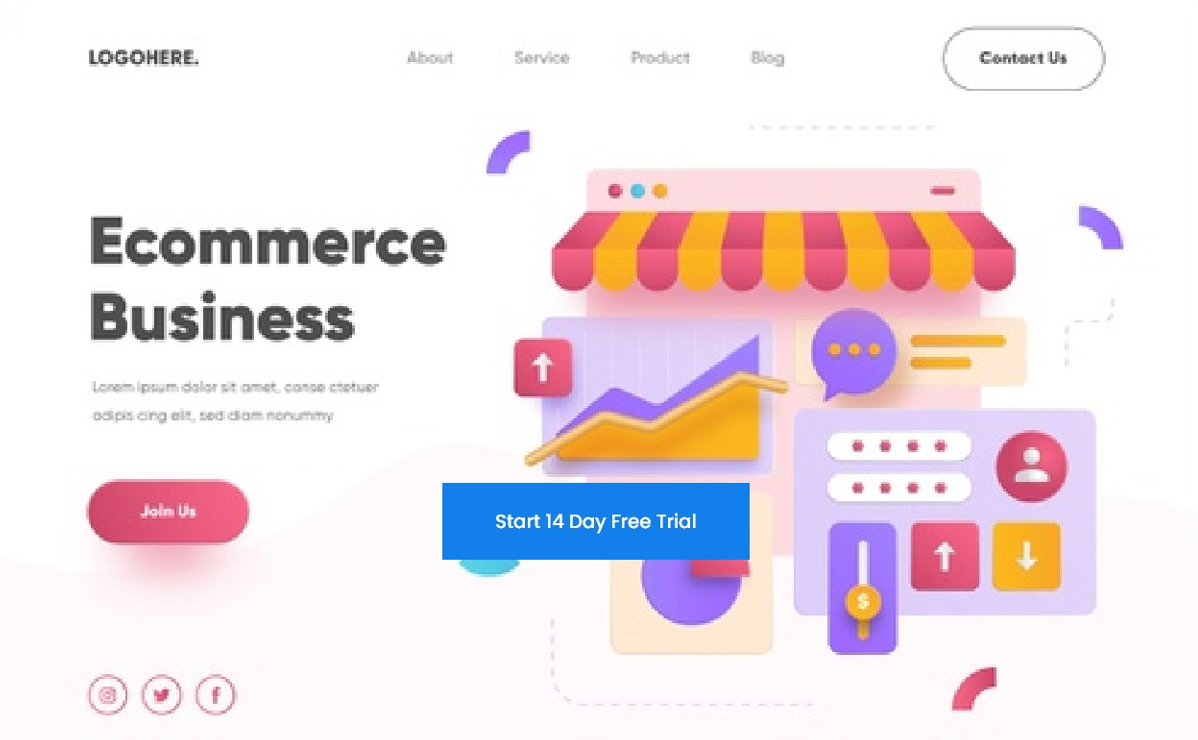 LOGOHERE.
About
Service
Product
Blog
Contact Us
Ecommerce
Business
Lorem ipsum dolor sit amet, conse ctetuer
adipis cing elit, sed diam nonummy
Join Us
Start 14 Day Free Trial
$